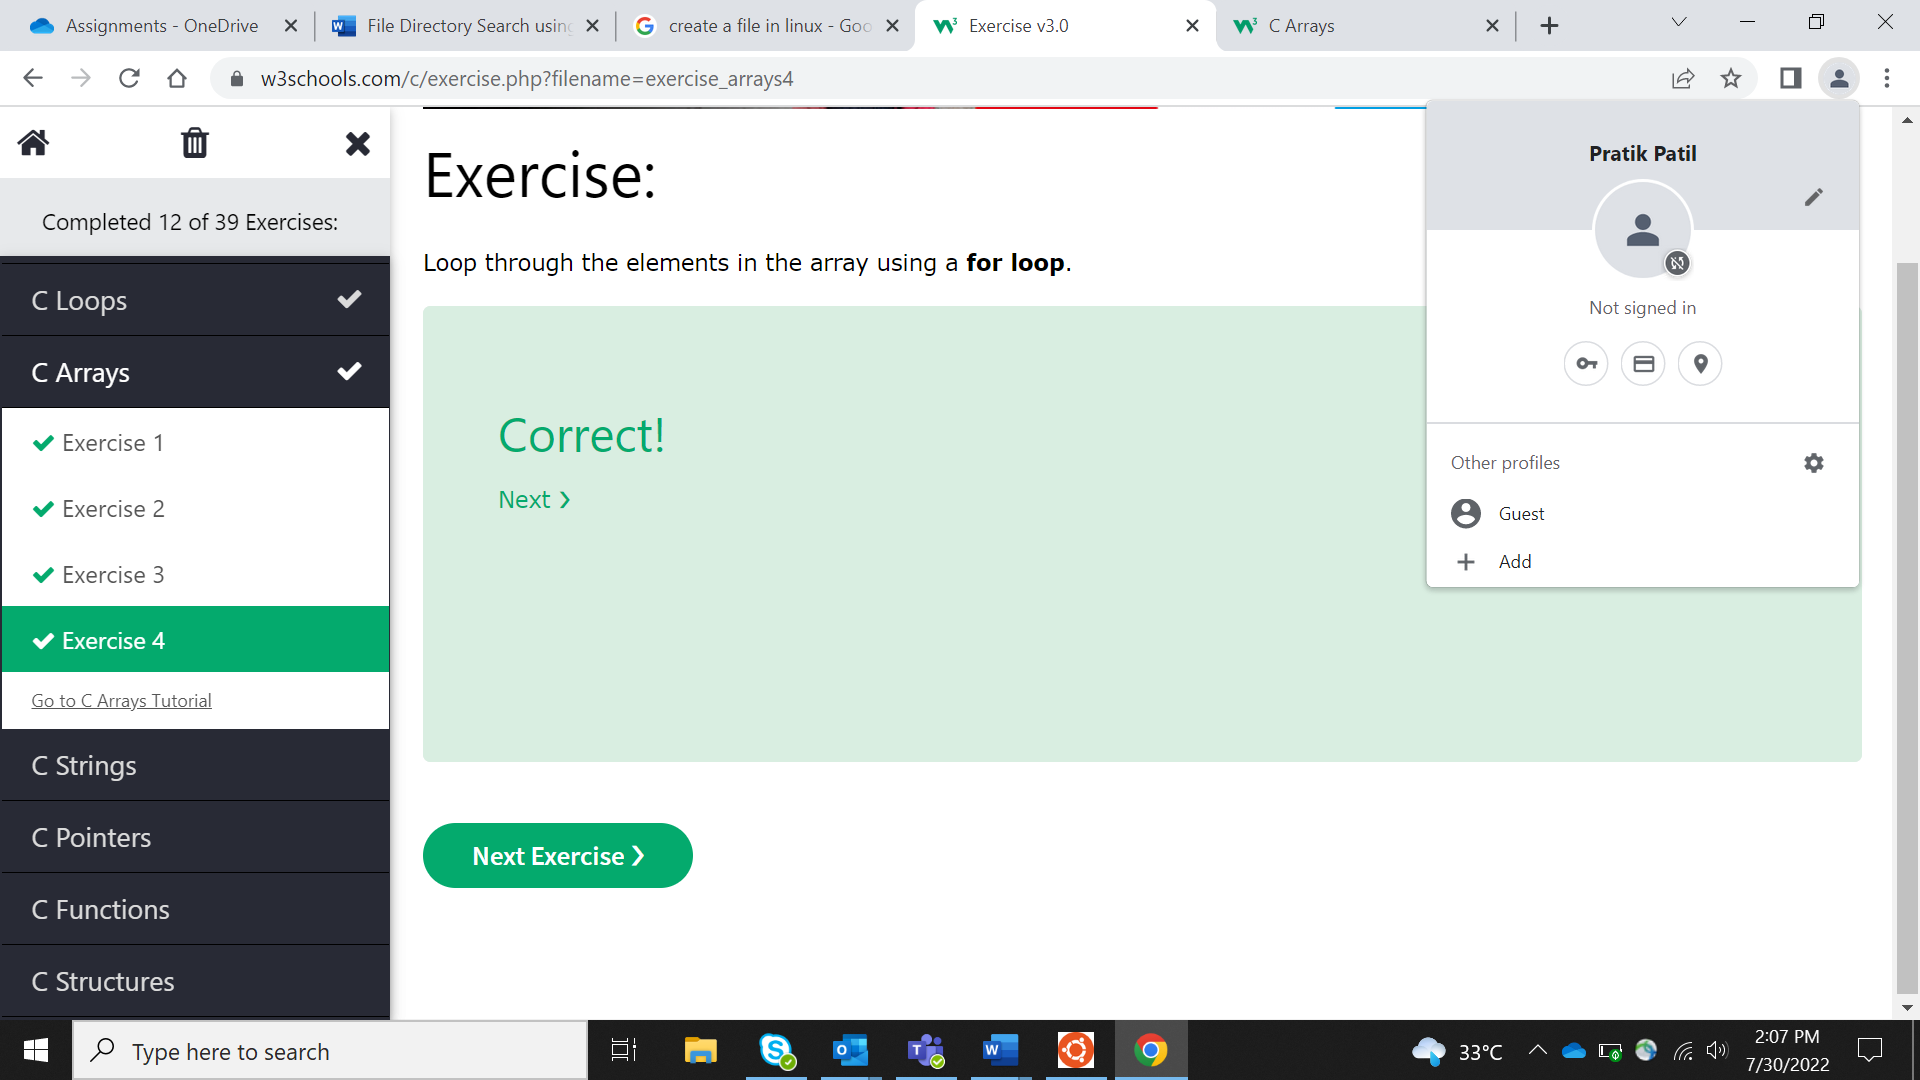 Assignments - OneDrive
File Directory Search using
create a file in linux - Goo
Exercise v3.0
C Arrays
w3schools.com/c/exercise.php?filename=exercise_arrays4
Completed 12 of 39 Exercises:
C Loops
C Arrays
Exercise 1
Exercise 2
Exercise 3
Exercise 4
Go to C Arrays Tutorial
C Strings
C Pointers
C Functions
C Structures
Exercise:
Loop through the elements in the array using a for loop.
Correct!
Next ❯
Next Exercise ❯
Pratik Patil
Not signed in
Other profiles
Guest
Add
Type here to search
33°C
2:07 PM
7/30/2022